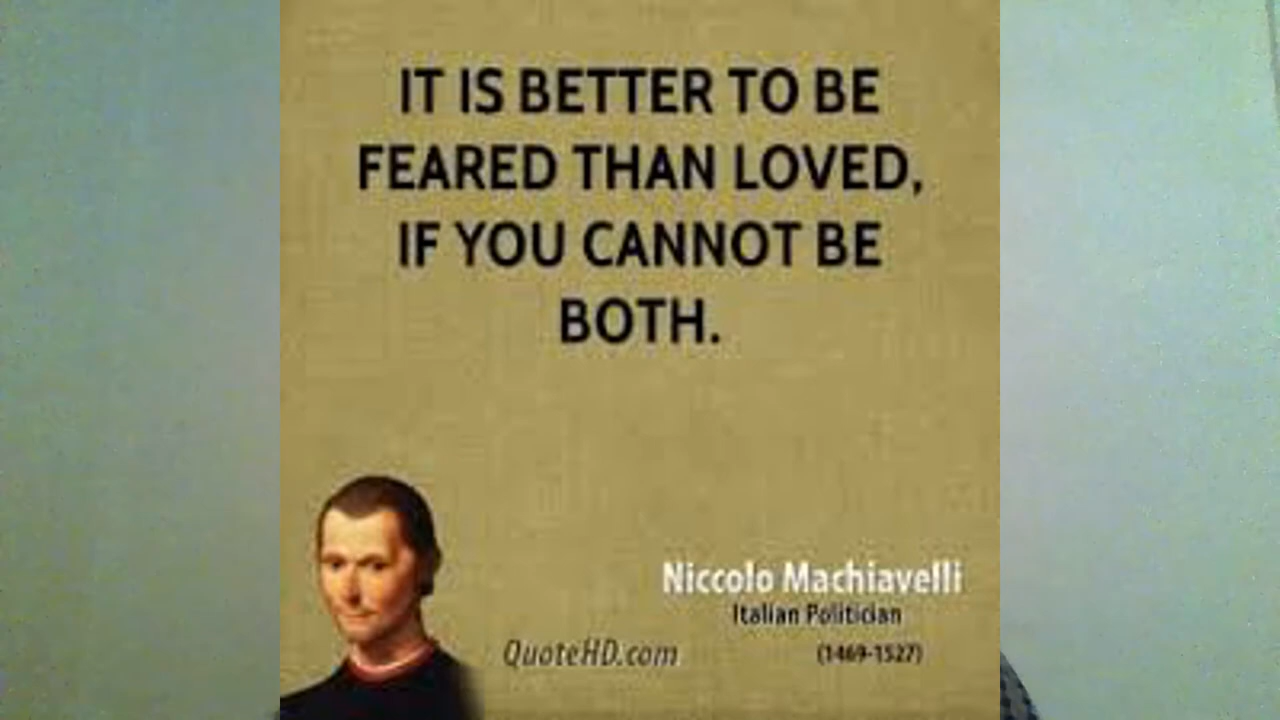 IT IS BETTER TO BE
FEARED THAN LOVED,
IF YOU CANNOT BE
BOTH.
Niccolo Machiavelli
Italian Politician
QuoteHD.com
(1469-1527)